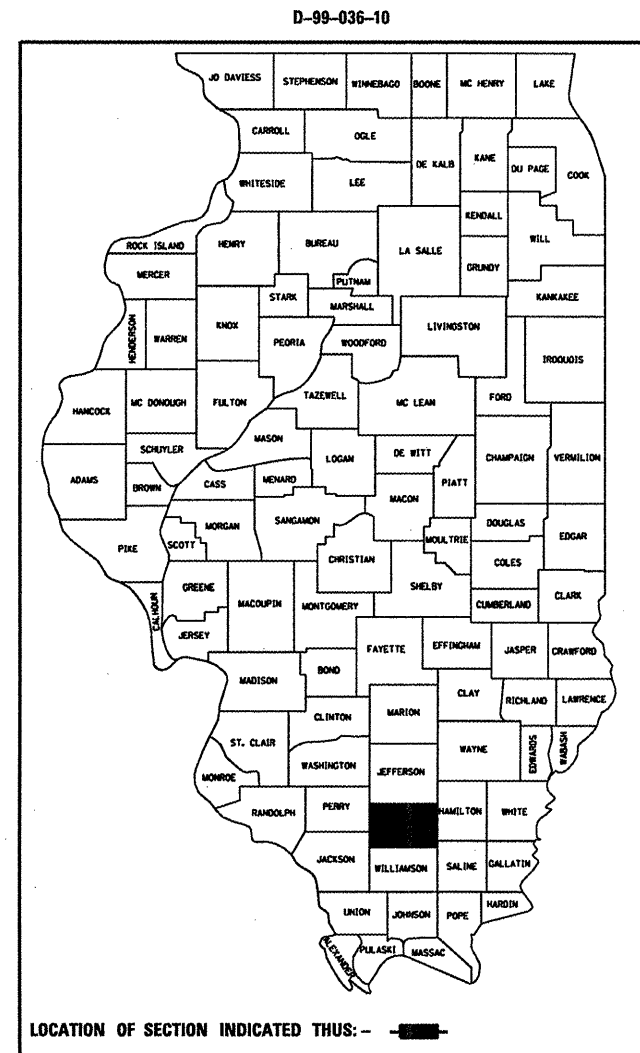 D-99-036-10
JO DAVIESS STEPHENSON WINNEBAGO BOONE MC HENRY LAKE
CARROLL OGLE
DE KALB KANE DU PAGE COOK
WHITESIDE LEE
KENDALL WILL
ROCK ISLAND HENRY BUREAU LA SALLE
MERCER GRUNDY
PUTNAM
STARK MARSHALL KANKAKEE
HENDERSON WARREN KNOX LIVINGSTON
PEORIA WOODFORD IROQUOIS
HANCOCK MC DONOUGH FULTON TAZEWELL MC LEAN FORD
MASON
SCHUYLER LOGAN DE WITT CHAMPAIGN VERMILION
ADAMS BROWN CASS MENARD PIATT
MACON
MORGAN SANGAMON DOUGLAS
PIKE SCOTT CHRISTIAN MOULTRIE EDGAR
COLES
CALHOUN GREENE MACOUPIN MONTGOMERY SHELBY CUMBERLAND CLARK
JERSEY
FAYETTE EFFINGHAM JASPER CRAWFORD
MADISON BOND
CLAY RICHLAND LAWRENCE
CLINTON MARION
ST. CLAIR WAYNE EDWARDS WABASH
WASHINGTON JEFFERSON
MONROE
RANDOLPH PERRY HAMILTON WHITE
JACKSON WILLIAMSON SALINE GALLATIN
HARDIN
UNION JOHNSON POPE
ALEXANDER PULASKI MASSAC
LOCATION OF SECTION INDICATED THUS: –